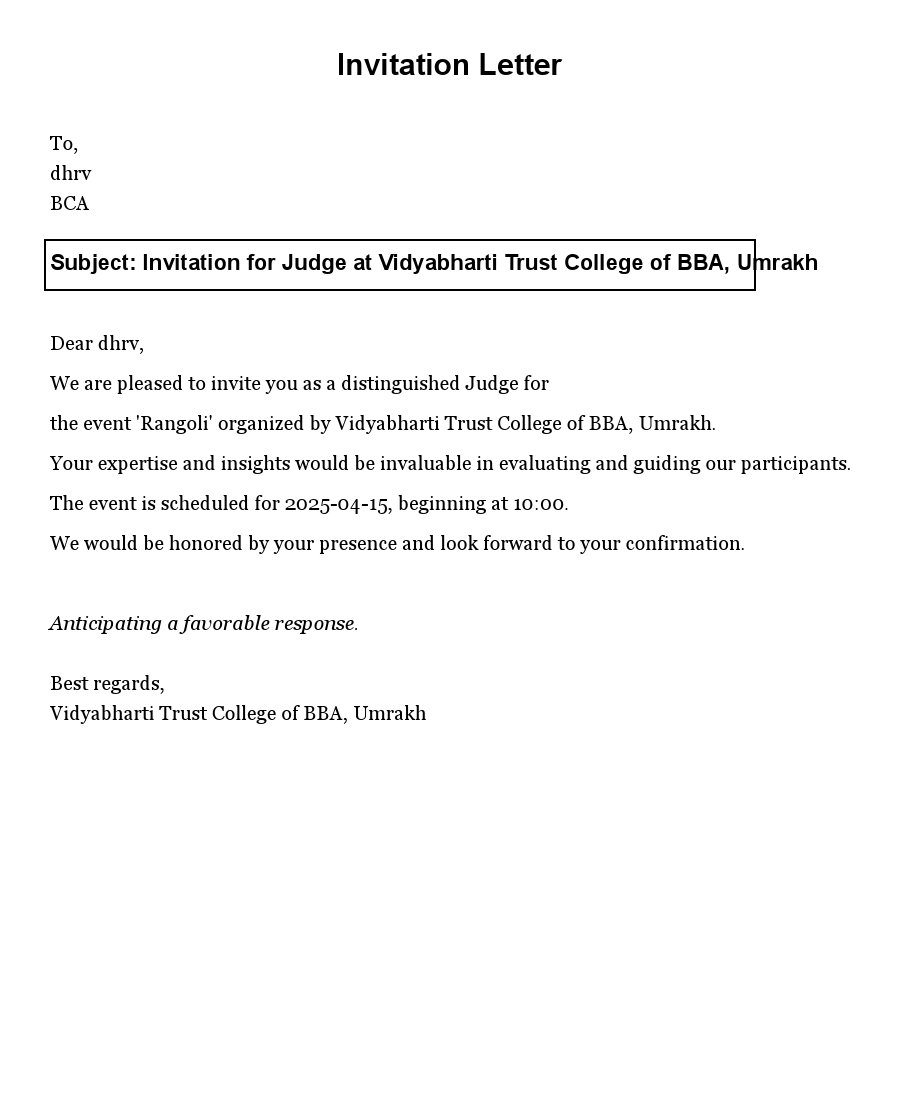 Invitation Letter
To,
dhrv
BCA
Subject: Invitation for Judge at Vidyabharti Trust College of BBA, Umrakh
Dear dhrv,
We are pleased to invite you as a distinguished Judge for
the event 'Rangoli' organized by Vidyabharti Trust College of BBA, Umrakh.
Your expertise and insights would be invaluable in evaluating and guiding our participants.
The event is scheduled for 2025-04-15, beginning at 10:00.
We would be honored by your presence and look forward to your confirmation.
Anticipating a favorable response.
Best regards,
Vidyabharti Trust College of BBA, Umrakh